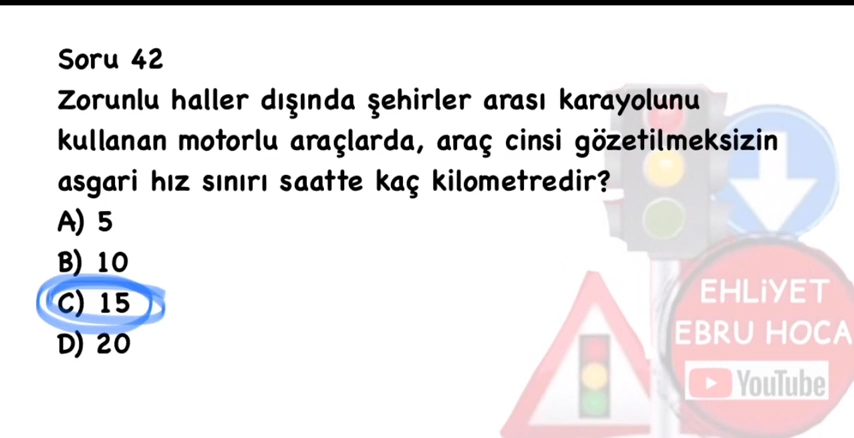 Soru 42
Zorunlu haller dışında şehirler arası karayolunu
kullanan motorlu araçlarda, araç cinsi gözetilmeksizin
asgari hız sınırı saatte kaç kilometredir?
A) 5
B) 10
C) 15
D) 20
EHLİYET
EBRU HOCA
YouTube